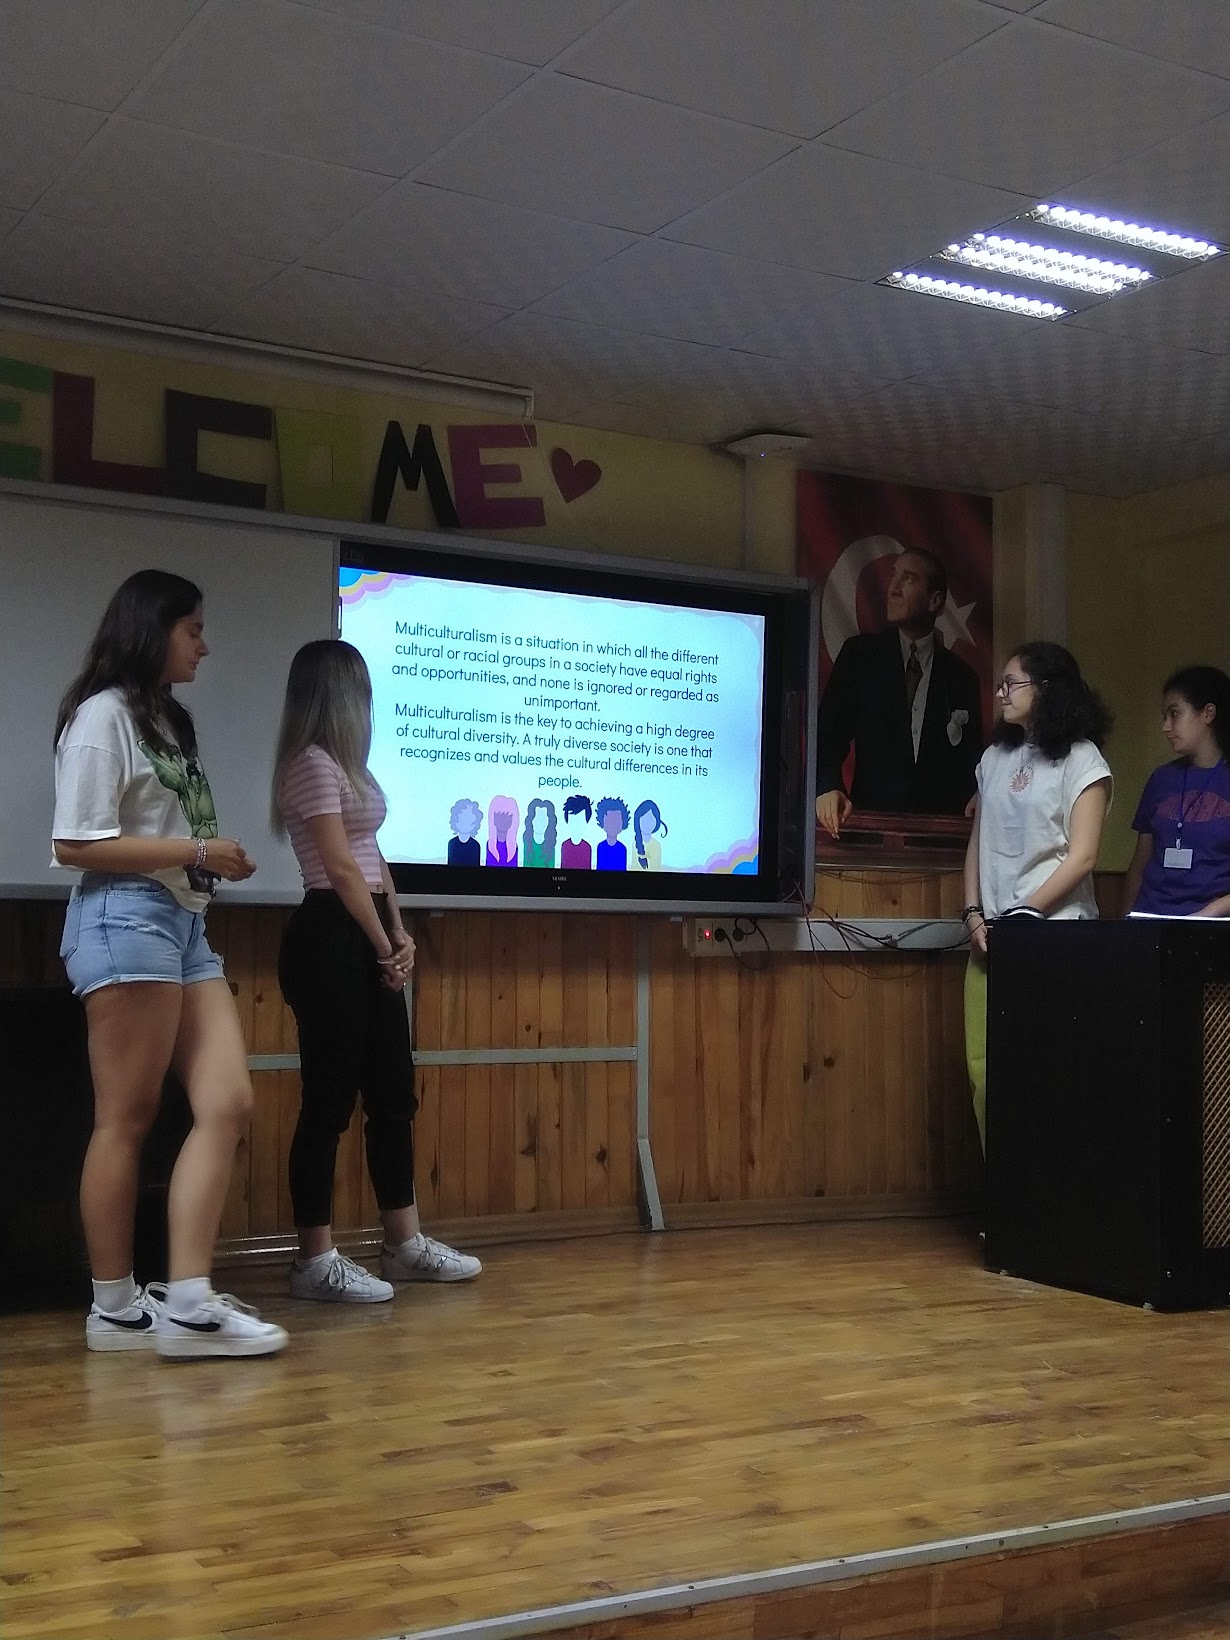 ELCOME
Multiculturalism is a situation in which all the different
cultural or racial groups in a society have equal rights
and opportunities, and none is ignored or regarded as
unimportant.
Multiculturalism is the key to achieving a high degree
of cultural diversity. A truly diverse society is one that
recognizes and values the cultural differences in its
people.
VESTEL